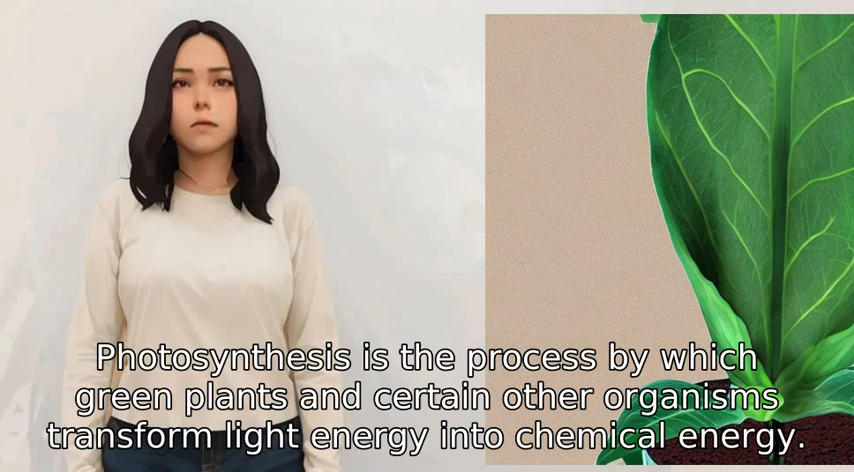 Photosynthesis is the process by which
green plants and certain other organisms
transform light energy into chemical energy.